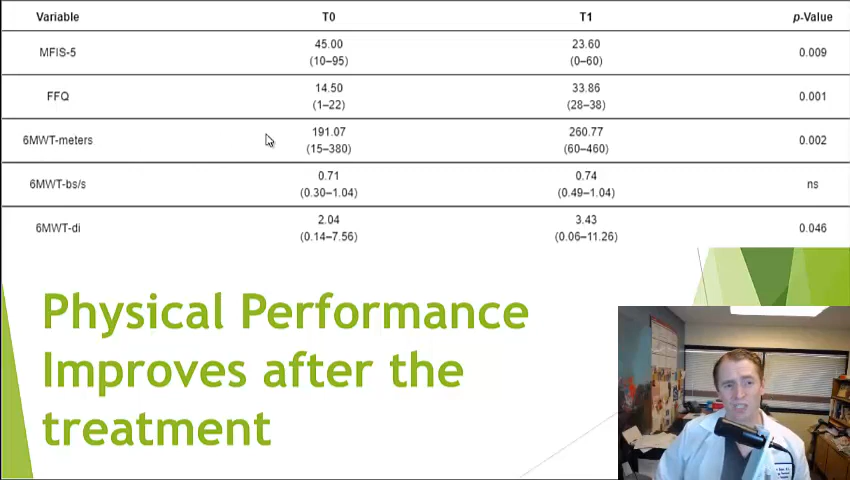 Variable T0 T1 p-Value
MFIS-5 45.00 (10–95) 23.60 (0–60) 0.009
FFQ 14.50 (1–22) 33.86 (28–38) 0.001
6MWT-meters 191.07 (15–380) 260.77 (60–460) 0.002
6MWT-bs/s 0.71 (0.30–1.04) 0.74 (0.49–1.04) ns
6MWT-di 2.04 (0.14–7.56) 3.43 (0.06–11.26) 0.046
Physical Performance
Improves after the
treatment